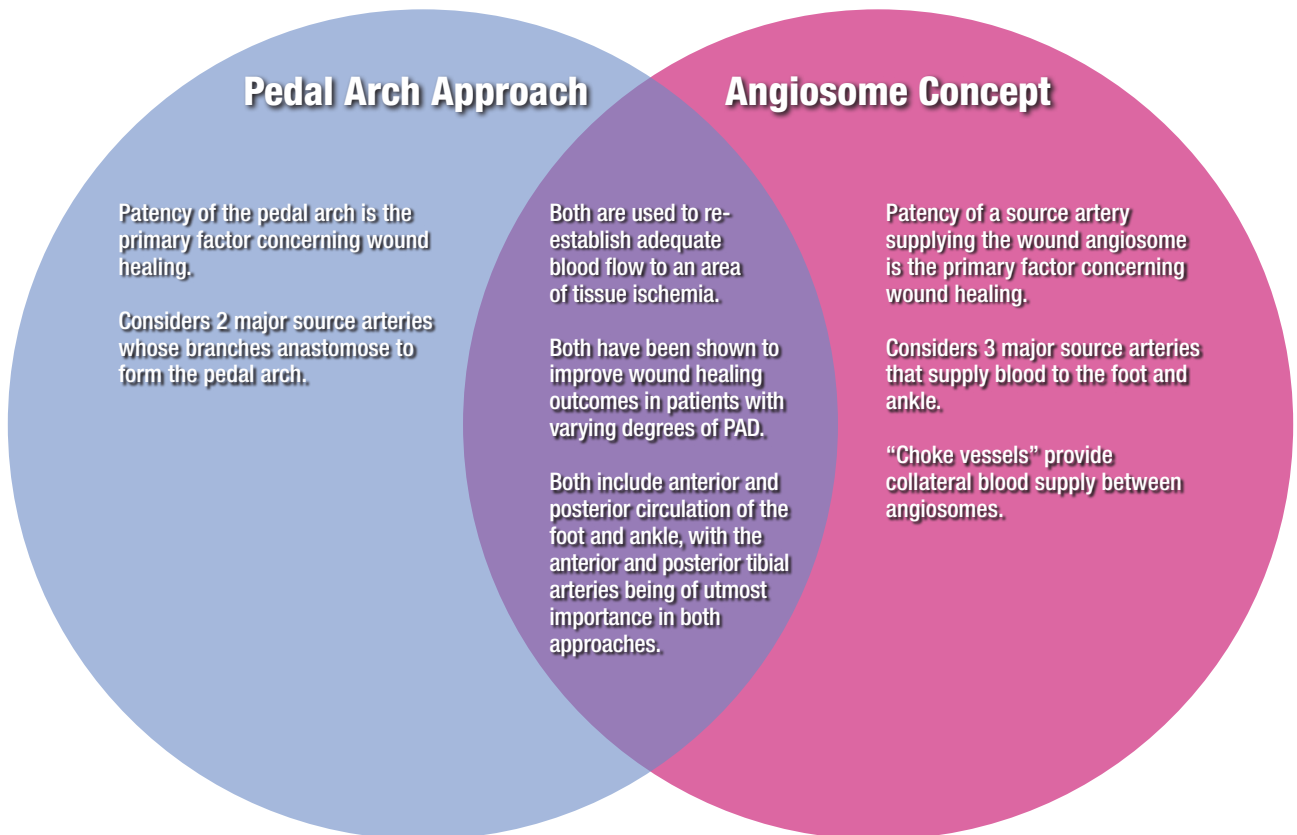 Pedal Arch Approach
Angiosome Concept
Patency of the pedal arch is the
primary factor concerning wound
healing.
Considers 2 major source arteries
whose branches anastomose to
form the pedal arch.
Both are used to re-
establish adequate
blood flow to an area
of tissue ischemia.
Both have been shown to
improve wound healing
outcomes in patients with
varying degrees of PAD.
Both include anterior and
posterior circulation of the
foot and ankle, with the
anterior and posterior tibial
arteries being of utmost
importance in both
approaches.
Patency of a source artery
supplying the wound angiosome
is the primary factor concerning
wound healing.
Considers 3 major source arteries
that supply blood to the foot and
ankle.
“Choke vessels” provide
collateral blood supply between
angiosomes.